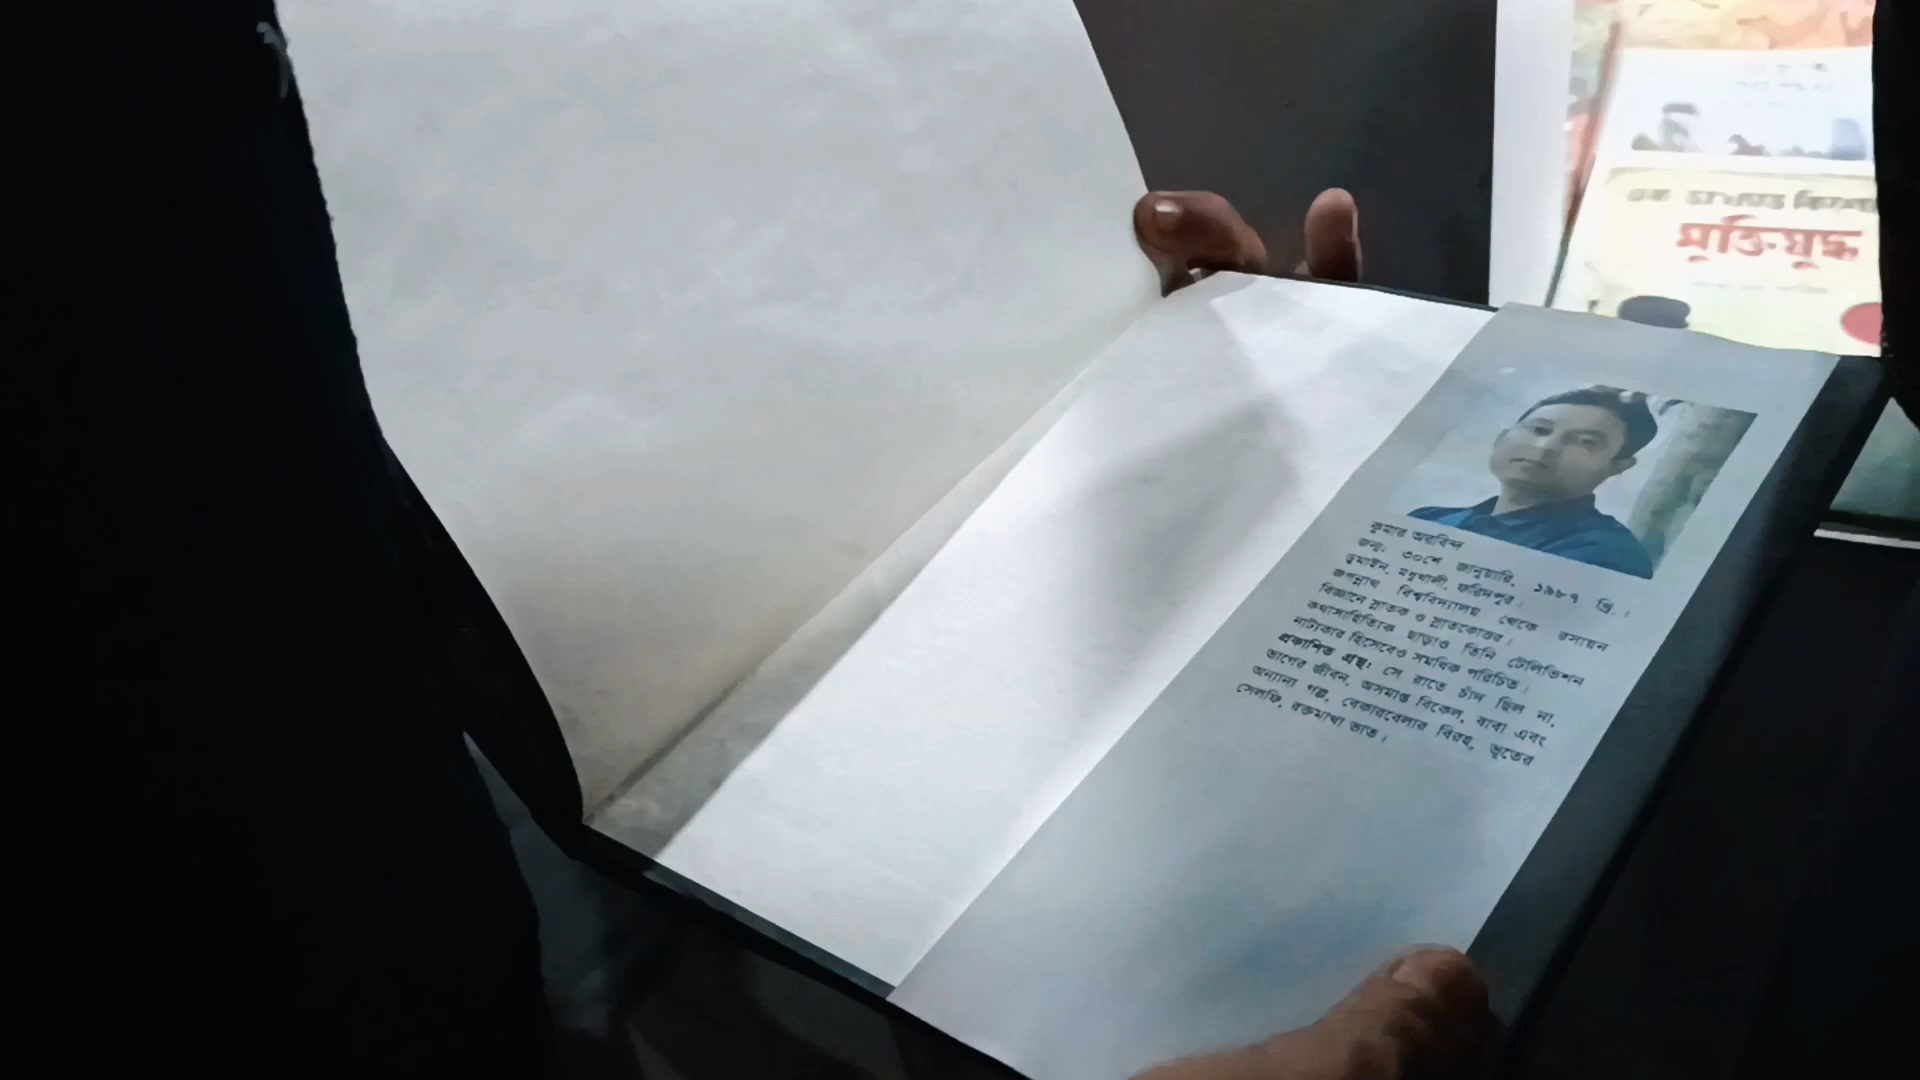 মুক্তিযুদ্ধ
কুমার অরবিন্দ
জন্ম: ৩০শে জানুয়ারি, ১৯৮৭ খ্রি.।
ডুমাইন, মধুখালী, ফরিদপুর।
জগন্নাথ বিশ্ববিদ্যালয় থেকে রসায়ন
বিজ্ঞানে স্নাতক ও স্নাতকোত্তর।
কথাসাহিত্যিক ছাড়াও তিনি টেলিভিশন
নাট্যকার হিসেবেও সমধিক পরিচিত।
প্রকাশিত গ্রন্থ: সে রাতে চাঁদ ছিল না,
ভাগের জীবন, অসমাপ্ত বিকেল, বাবা এবং
অন্যান্য গল্প, বেকারবেলার বিরহ, ভূতের
সেলফি, রক্তমাখা ভাত।